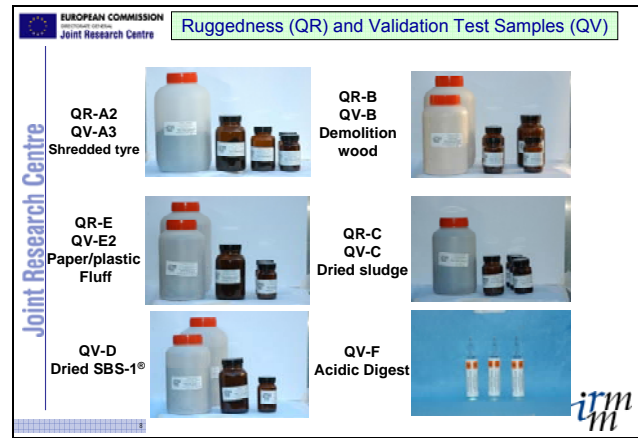 EUROPEAN COMMISSION
DIRECTORATE GENERAL
Joint Research Centre
Ruggedness (QR) and Validation Test Samples (QV)
Joint Research Centre
QR-A2
QV-A3
Shredded tyre
QR-B
QV-B
Demolition
wood
QR-E
QV-E2
Paper/plastic
Fluff
QR-C
QV-C
Dried sludge
QV-D
Dried SBS-1®
QV-F
Acidic Digest
8
irmm